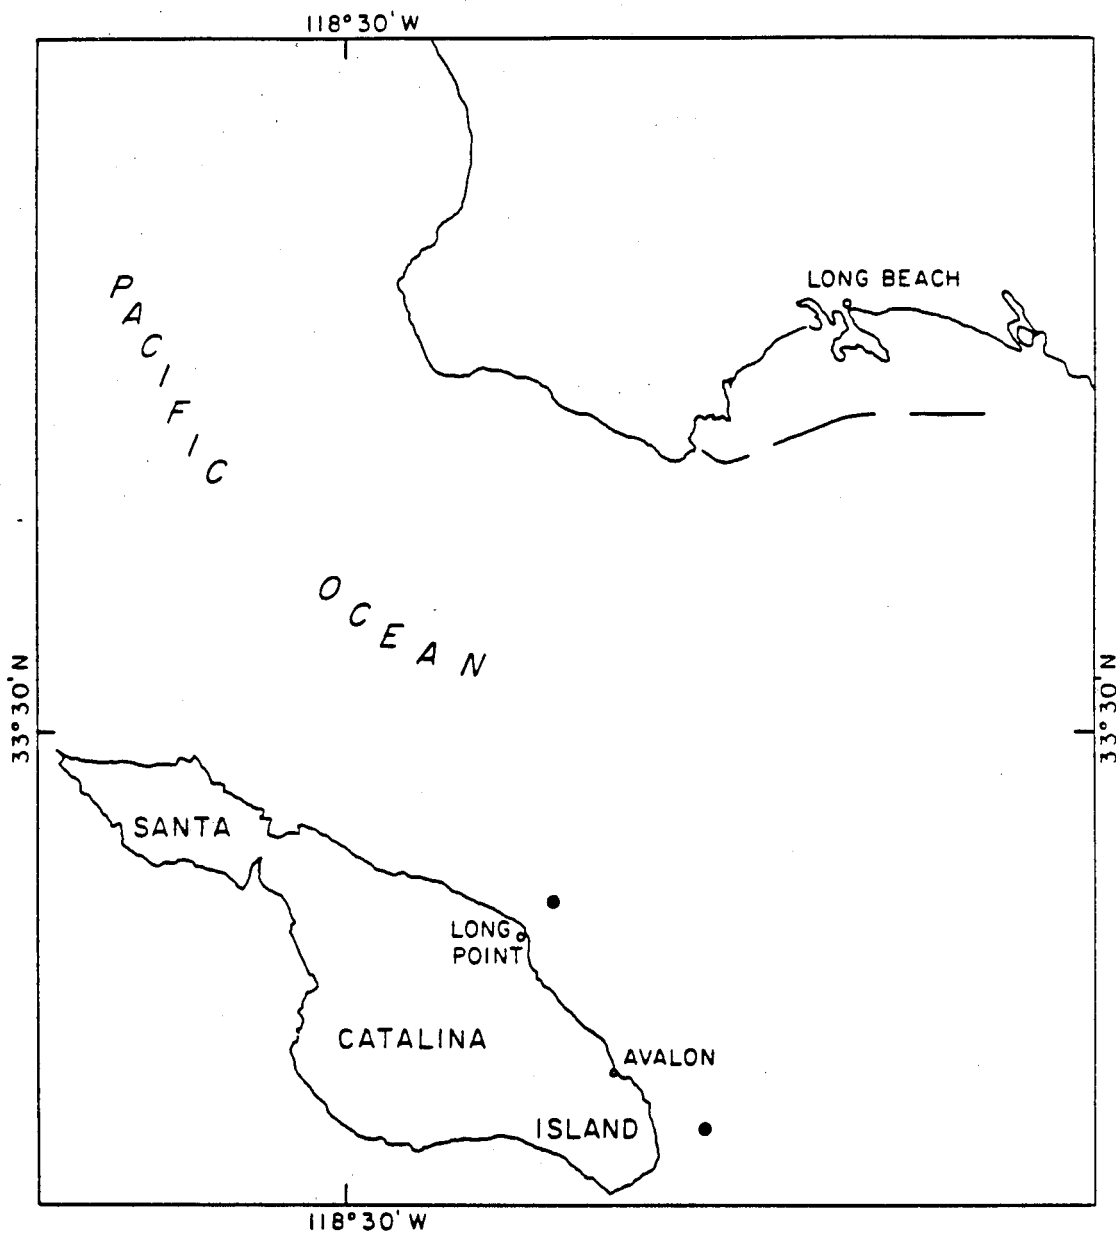 118°30'W
LONG BEACH
PACIFIC
OCEAN
33°30'N
33°30'N
SANTA
LONG
POINT
CATALINA
AVALON
ISLAND
118°30'W